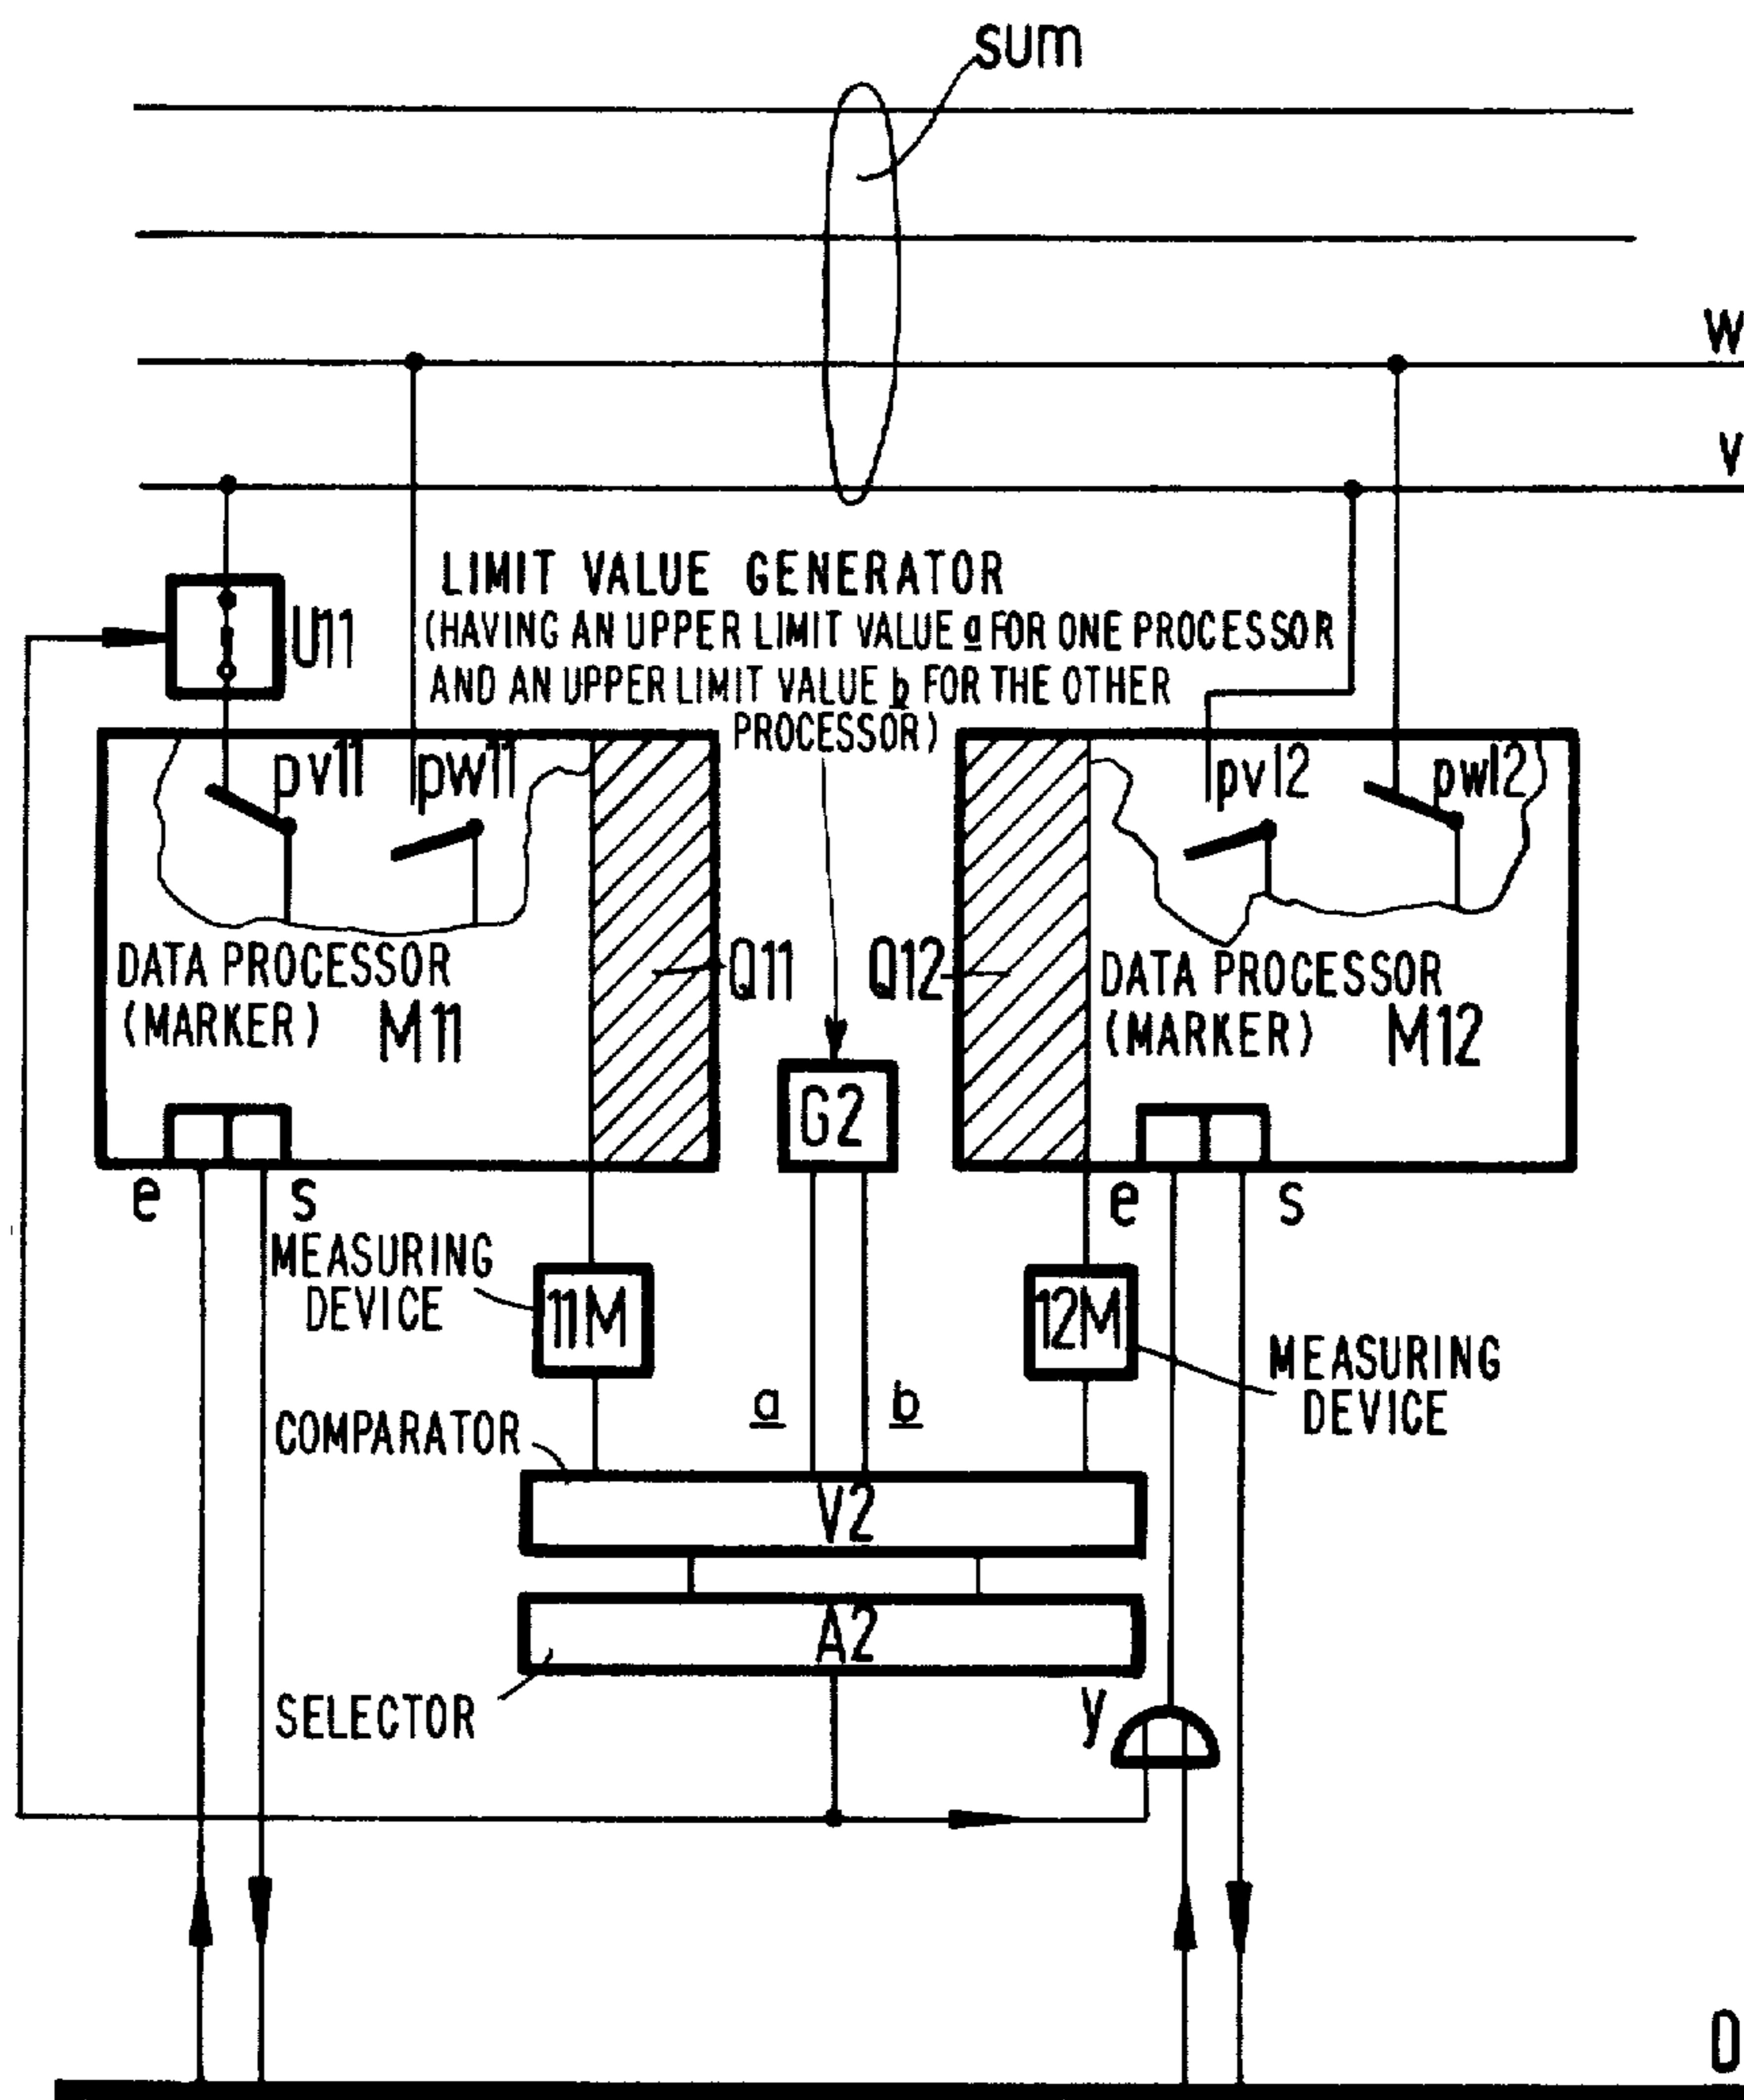 sum
W
V
LIMIT VALUE GENERATOR
(HAVING AN UPPER LIMIT VALUE a FOR ONE PROCESSOR
AND AN UPPER LIMIT VALUE b FOR THE OTHER
PROCESSOR)
U11
pv11
pw11
pv12
pw12
DATA PROCESSOR
(MARKER) M11
Q11
Q12
DATA PROCESSOR
(MARKER) M12
G2
e
s
e
s
MEASURING
DEVICE
11M
12M
MEASURING
DEVICE
a
b
COMPARATOR
V2
A2
SELECTOR
y
D